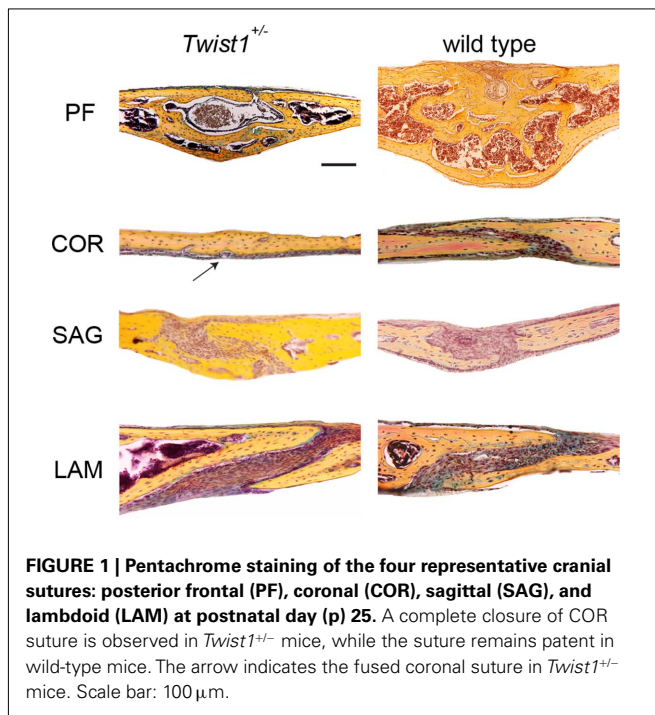 Twist1+/- wild type
PF
COR
SAG
LAM
FIGURE 1 | Pentachrome staining of the four representative cranial
sutures: posterior frontal (PF), coronal (COR), sagittal (SAG), and
lambdoid (LAM) at postnatal day (p) 25. A complete closure of COR
suture is observed in Twist1+/− mice, while the suture remains patent in
wild-type mice. The arrow indicates the fused coronal suture in Twist1+/−
mice. Scale bar: 100 μm.